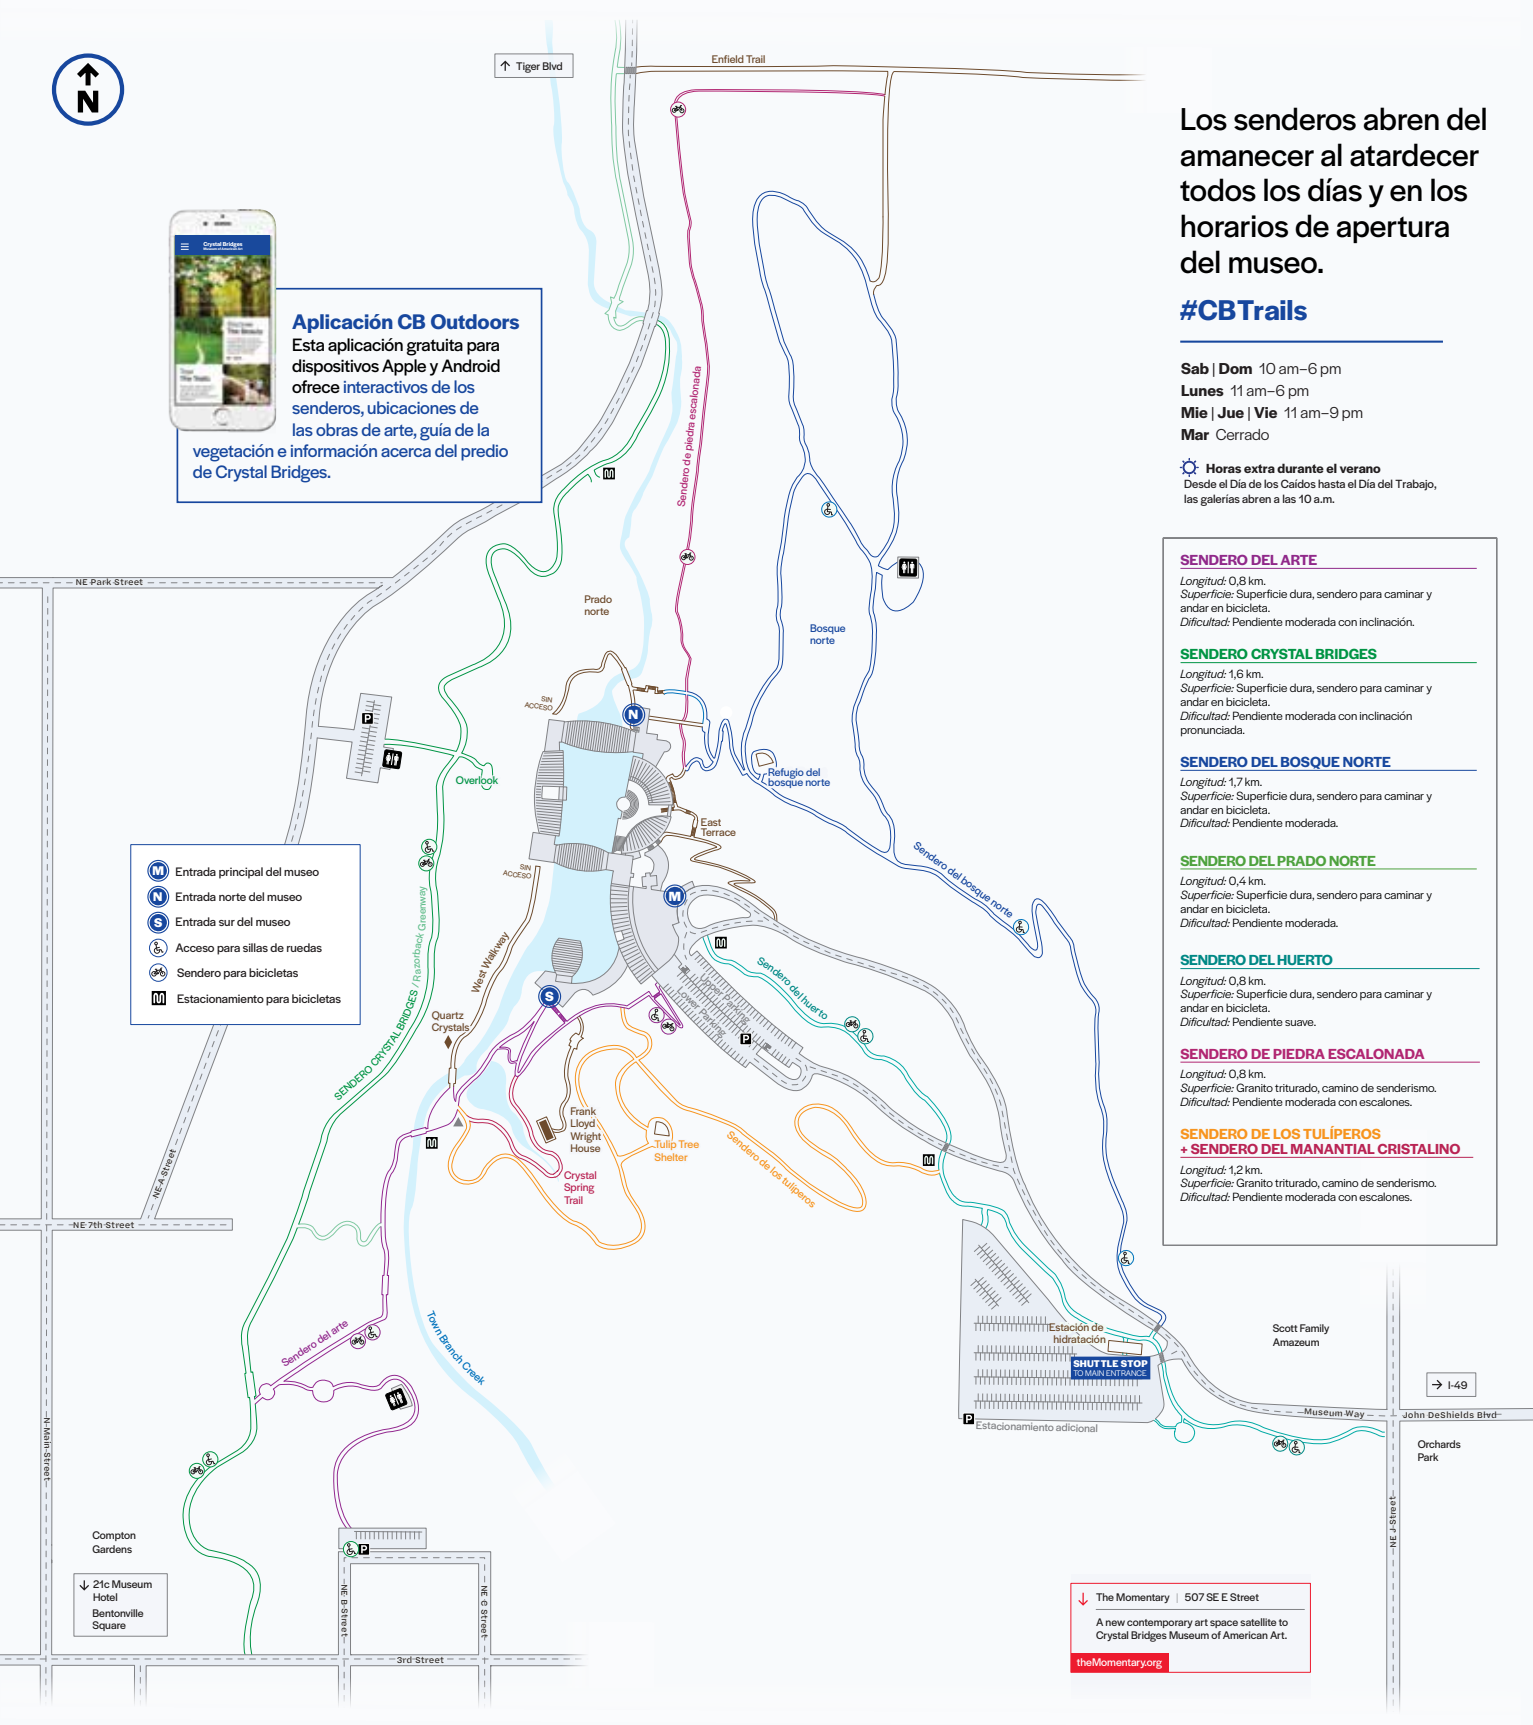 N
↑ Tiger Blvd
Enfield Trail
Los senderos abren del
amanecer al atardecer
todos los días y en los
horarios de apertura
del museo.
#CBTrails
Sab | Dom 10 am–6 pm
Lunes 11 am–6 pm
Mie | Jue | Vie 11 am–9 pm
Mar Cerrado
Horas extra durante el verano
Desde el Día de los Caídos hasta el Día del Trabajo,
las galerías abren a las 10 a.m.
Crystal Bridges
Aplicación CB Outdoors
Esta aplicación gratuita para
dispositivos Apple y Android
ofrece interactivos de los
senderos, ubicaciones de
las obras de arte, guía de la
vegetación e información acerca del predio
de Crystal Bridges.
SENDERO DEL ARTE
Longitud: 0,8 km.
Superficie: Superficie dura, sendero para caminar y
andar en bicicleta.
Dificultad: Pendiente moderada con inclinación.
SENDERO CRYSTAL BRIDGES
Longitud: 1,6 km.
Superficie: Superficie dura, sendero para caminar y
andar en bicicleta.
Dificultad: Pendiente moderada con inclinación
pronunciada.
SENDERO DEL BOSQUE NORTE
Longitud: 1,7 km.
Superficie: Superficie dura, sendero para caminar y
andar en bicicleta.
Dificultad: Pendiente moderada.
SENDERO DEL PRADO NORTE
Longitud: 0,4 km.
Superficie: Superficie dura, sendero para caminar y
andar en bicicleta.
Dificultad: Pendiente moderada.
SENDERO DEL HUERTO
Longitud: 0,8 km.
Superficie: Superficie dura, sendero para caminar y
andar en bicicleta.
Dificultad: Pendiente suave.
SENDERO DE PIEDRA ESCALONADA
Longitud: 0,8 km.
Superficie: Granito triturado, camino de senderismo.
Dificultad: Pendiente moderada con escalones.
SENDERO DE LOS TULÍPEROS
+ SENDERO DEL MANANTIAL CRISTALINO
Longitud: 1,2 km.
Superficie: Granito triturado, camino de senderismo.
Dificultad: Pendiente moderada con escalones.
Sendero de piedra escalonada
NE Park Street
Prado
norte
Bosque
norte
SIN
ACCESO
N
P
Overlook
Refugio del
bosque norte
East
Terrace
Sendero del bosque norte
M Entrada principal del museo
N Entrada norte del museo
S Entrada sur del museo
Acceso para sillas de ruedas
Sendero para bicicletas
Estacionamiento para bicicletas
SIN
ACCESO
M
SENDERO CRYSTAL BRIDGES / Razorback Greenway
West Walkway
S
Quartz
Crystals
Upper Parking
Lower Parking
P
Sendero del huerto
Frank
Lloyd
Wright
House
Tulip Tree
Shelter
Sendero de los tulíperos
Crystal
Spring
Trail
NE A Street
NE 7th Street
Sendero del arte
Town Branch Creek
Estación de
hidratación
SHUTTLE STOP
TO MAIN ENTRANCE
P
Estacionamiento adicional
Scott Family
Amazeum
→ I-49
Museum Way
John DeShields Blvd
Orchards
Park
NE J Street
N Main Street
Compton
Gardens
↓ 21c Museum
Hotel
Bentonville
Square
P
NE B Street
NE C Street
3rd Street
↓ The Momentary | 507 SE E Street
A new contemporary art space satellite to
Crystal Bridges Museum of American Art.
theMomentary.org